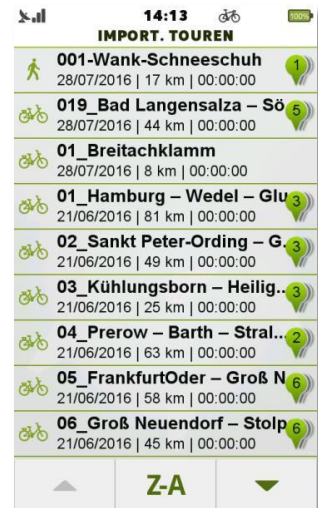 14:13 100%
IMPORT. TOUREN
001-Wank-Schneeschuh 1
28/07/2016 | 17 km | 00:00:00
019_Bad Langensalza – Sö 5
28/07/2016 | 44 km | 00:00:00
01_Breitachklamm
28/07/2016 | 8 km | 00:00:00
01_Hamburg – Wedel – Glu 3
21/06/2016 | 81 km | 00:00:00
02_Sankt Peter-Ording – G. 3
21/06/2016 | 49 km | 00:00:00
03_Kühlungsborn – Heilig.. 3
21/06/2016 | 25 km | 00:00:00
04_Prerow – Barth – Stral.. 2
21/06/2016 | 63 km | 00:00:00
05_FrankfurtOder – Groß N 6
21/06/2016 | 58 km | 00:00:00
06_Groß Neuendorf – Stolp 6
21/06/2016 | 45 km | 00:00:00
Z-A